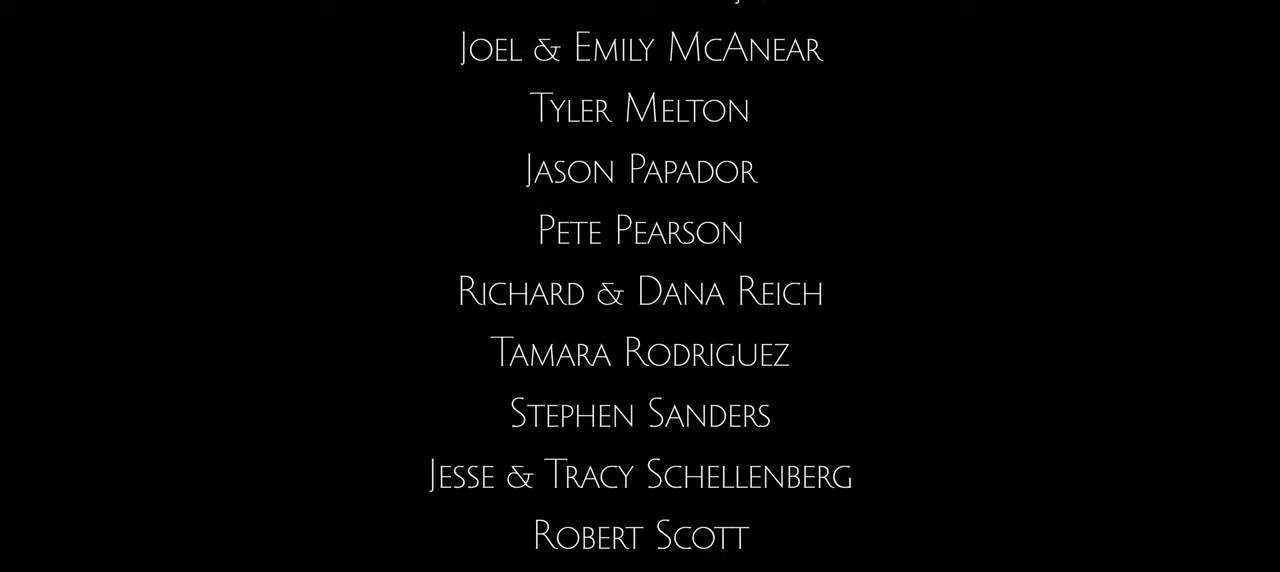 Joel & Emily McAnear
Tyler Melton
Jason Papador
Pete Pearson
Richard & Dana Reich
Tamara Rodriguez
Stephen Sanders
Jesse & Tracy Schellenberg
Robert Scott